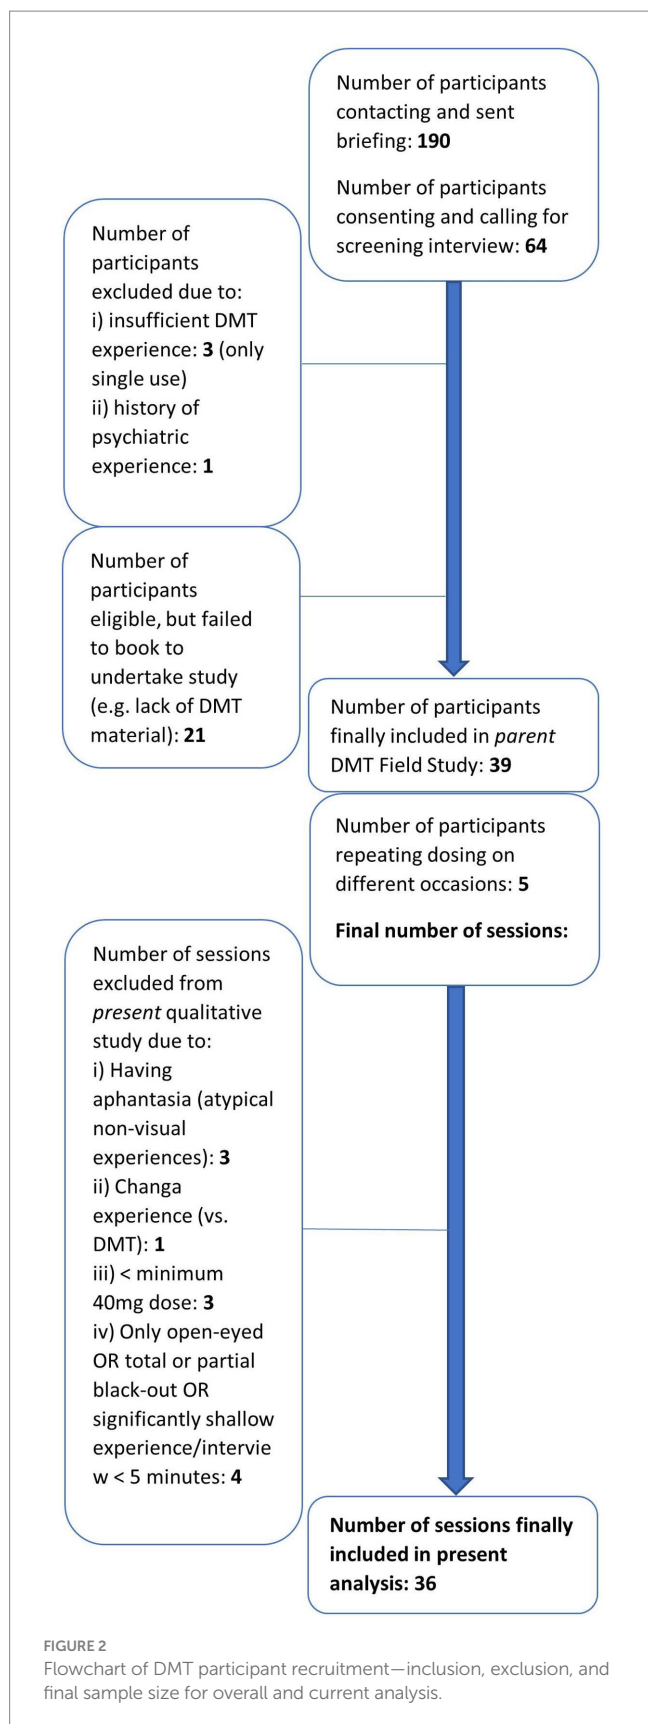 Number of participants
contacting and sent
briefing: 190
Number of participants
consenting and calling for
screening interview: 64
Number of
participants
excluded due to:
i) insufficient DMT
experience: 3 (only
single use)
ii) history of
psychiatric
experience: 1
Number of
participants
eligible, but failed
to book to
undertake study
(e.g. lack of DMT
material): 21
Number of participants
finally included in parent
DMT Field Study: 39
Number of participants
repeating dosing on
different occasions: 5
Final number of sessions:
Number of sessions
excluded from
present qualitative
study due to:
i) Having
aphantasia (atypical
non-visual
experiences): 3
ii) Changa
experience (vs.
DMT): 1
iii) < minimum
40mg dose: 3
iv) Only open-eyed
OR total or partial
black-out OR
significantly shallow
experience/intervie
w < 5 minutes: 4
Number of sessions finally
included in present
analysis: 36
FIGURE 2
Flowchart of DMT participant recruitment—inclusion, exclusion, and
final sample size for overall and current analysis.